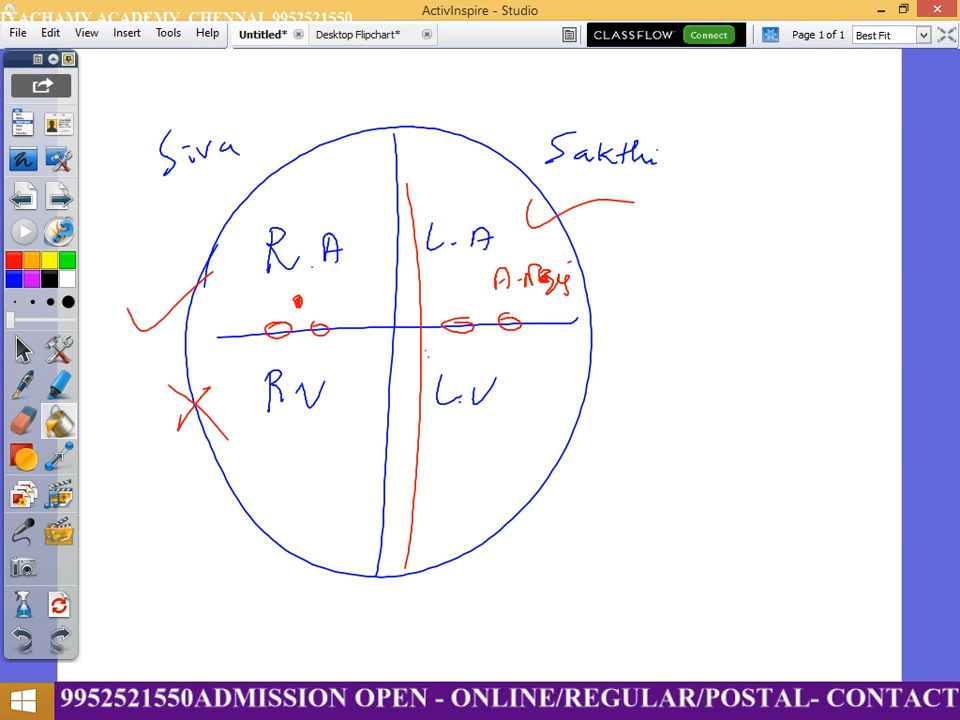 IYACHAMY ACADEMY, CHENNAI 9952521550
ActivInspire - Studio
File Edit View Insert Tools Help
Untitled* Desktop Flipchart*
CLASSFLOW Connect
Page 1 of 1 Best Fit
Siva Sakthi
R.A L.A
RV L.V
9952521550ADMISSION OPEN - ONLINE/REGULAR/POSTAL- CONTACT